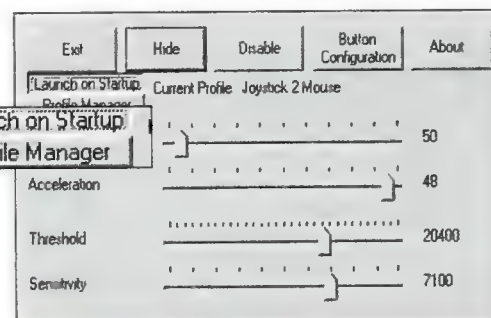 Exit Hide Disable Button Configuration About
Launch on Startup Current Profile Joystick 2 Mouse
Profile Manager
ch on Startup
50
ile Manager
Acceleration 48
Threshold 20400
Sensitivity 7100